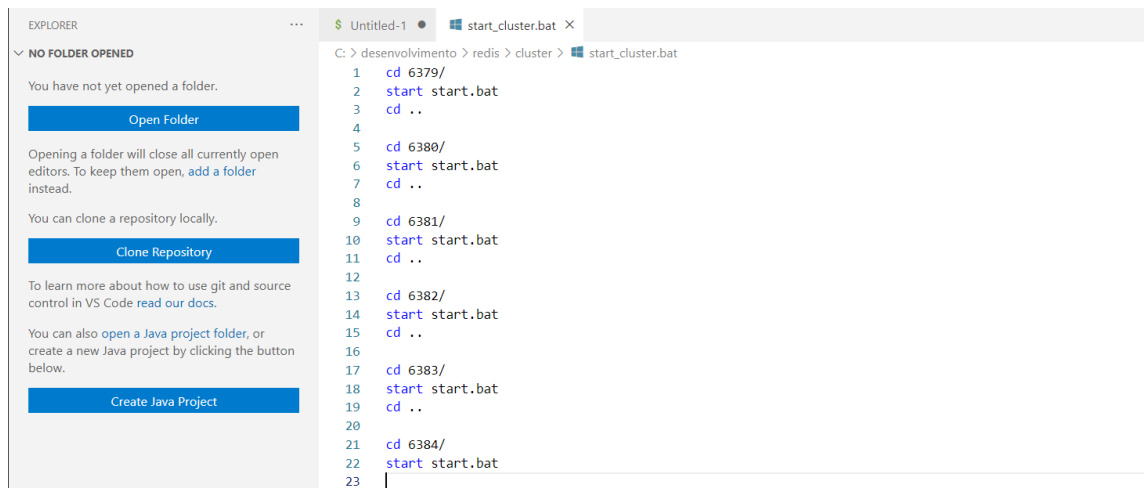 EXPLORER
···
NO FOLDER OPENED
You have not yet opened a folder.
Open Folder
Opening a folder will close all currently open
editors. To keep them open, add a folder
instead.
You can clone a repository locally.
Clone Repository
To learn more about how to use git and source
control in VS Code read our docs.
You can also open a Java project folder, or
create a new Java project by clicking the button
below.
Create Java Project
$ Untitled-1 ● start_cluster.bat ×
C: > desenvolvimento > redis > cluster > start_cluster.bat
1 cd 6379/
2 start start.bat
3 cd ..
4
5 cd 6380/
6 start start.bat
7 cd ..
8
9 cd 6381/
10 start start.bat
11 cd ..
12
13 cd 6382/
14 start start.bat
15 cd ..
16
17 cd 6383/
18 start start.bat
19 cd ..
20
21 cd 6384/
22 start start.bat
23